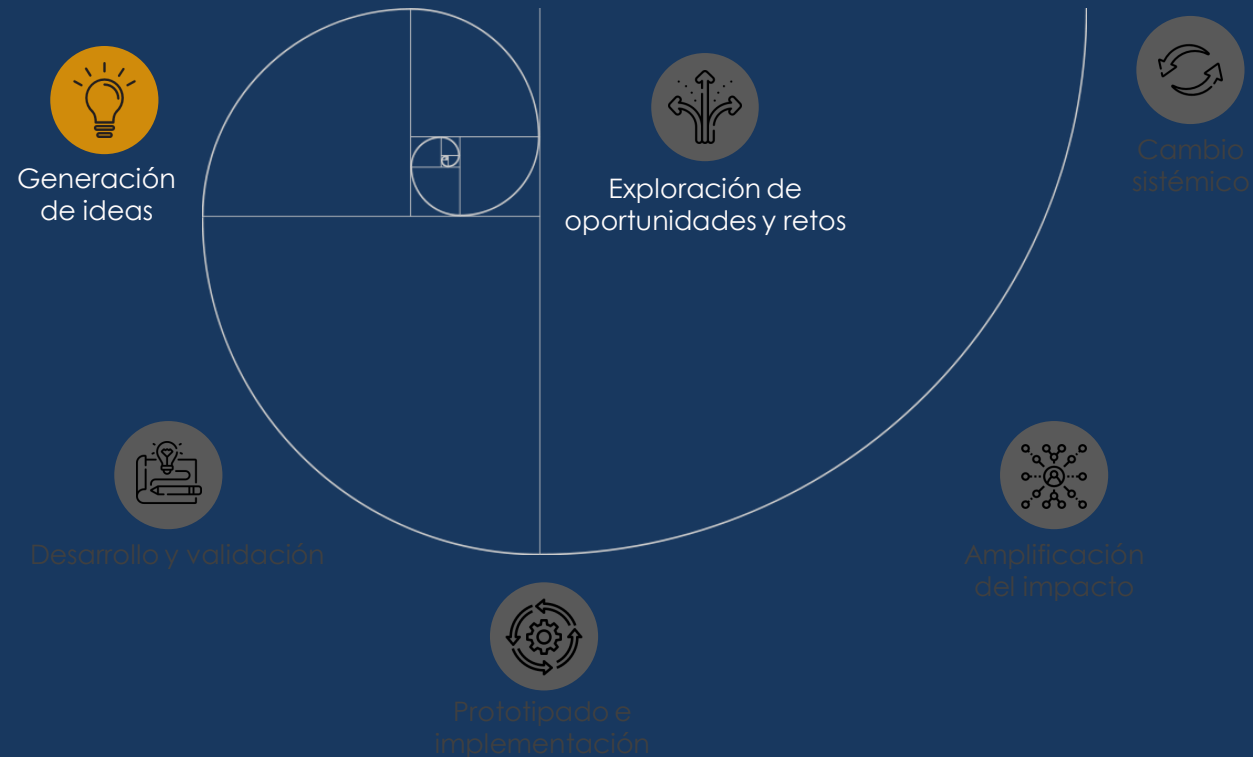 Generación
de ideas
Exploración de
oportunidades y retos
Cambio
sistémico
Desarrollo y validación
Amplificación
del impacto
Prototipado e
implementación